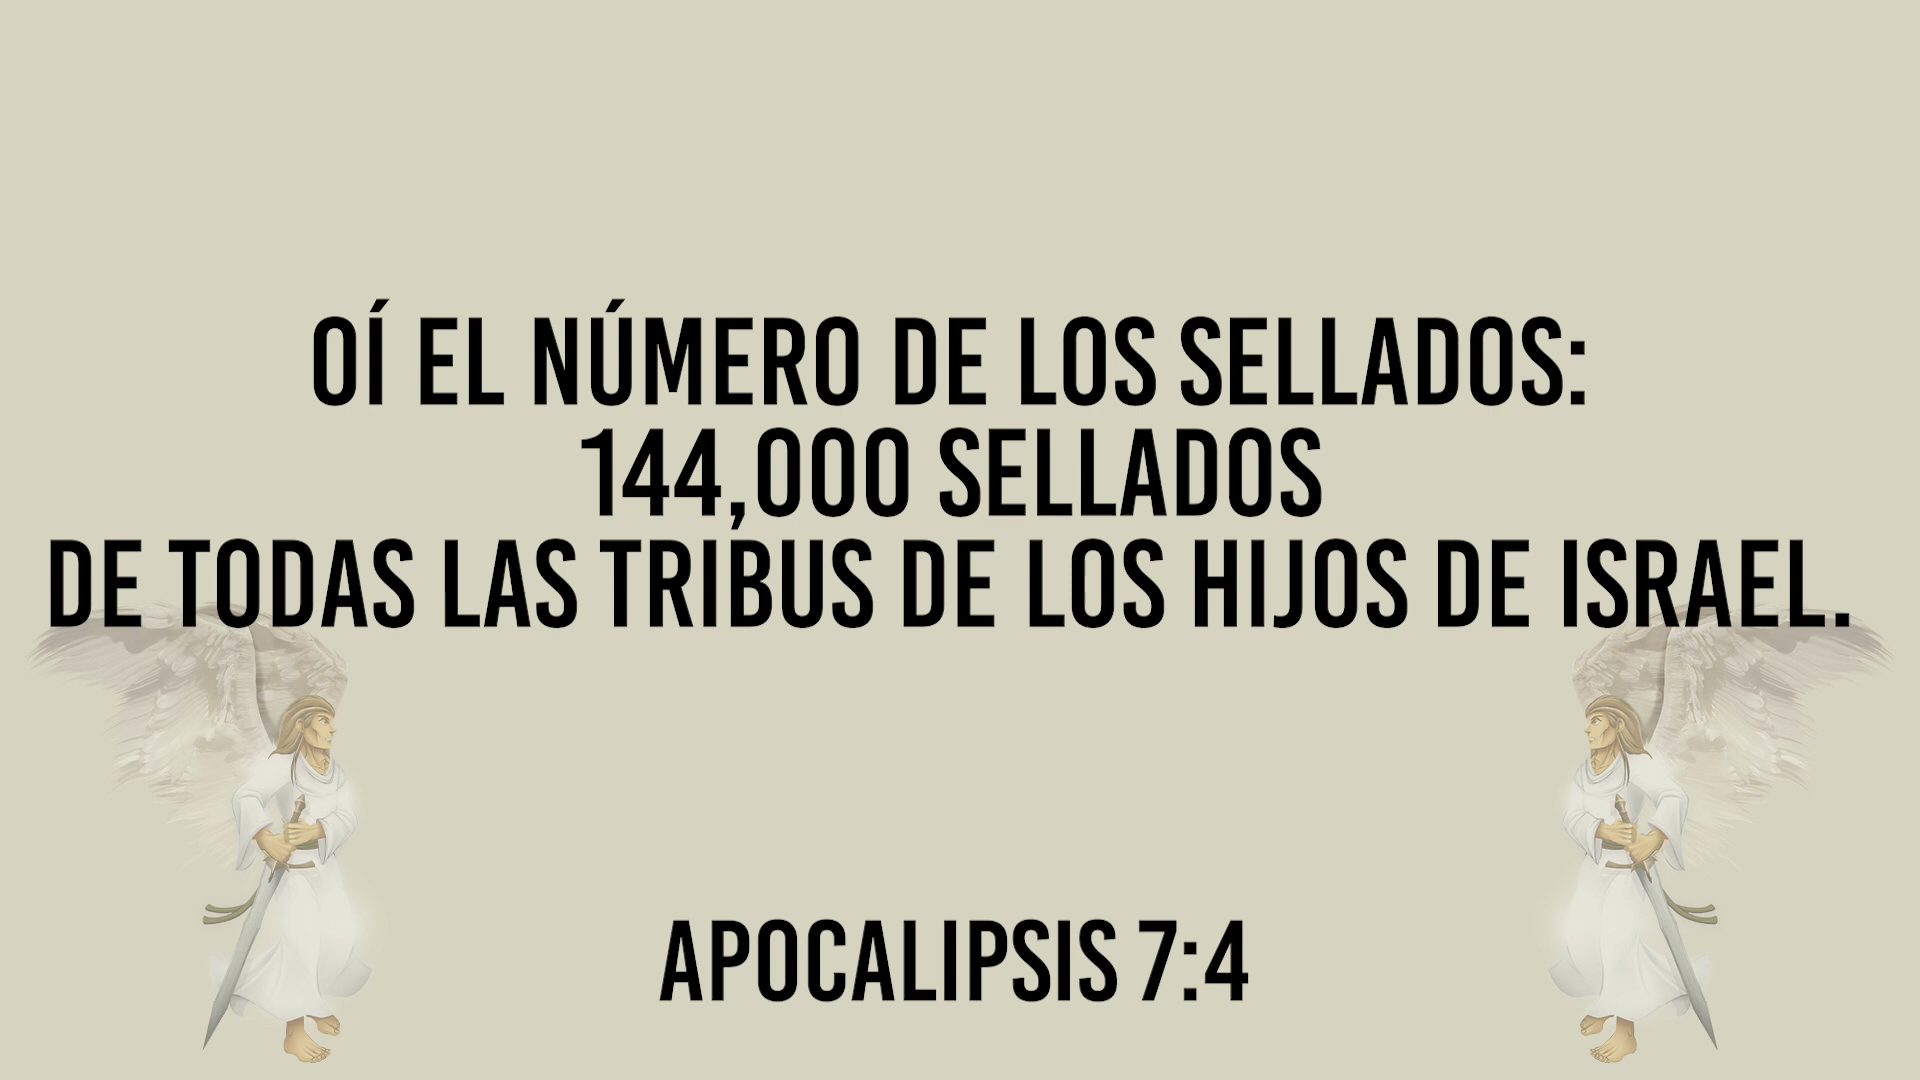 OÍ EL NÚMERO DE LOS SELLADOS:
144,000 SELLADOS
DE TODAS LAS TRIBUS DE LOS HIJOS DE ISRAEL.
APOCALIPSIS 7:4